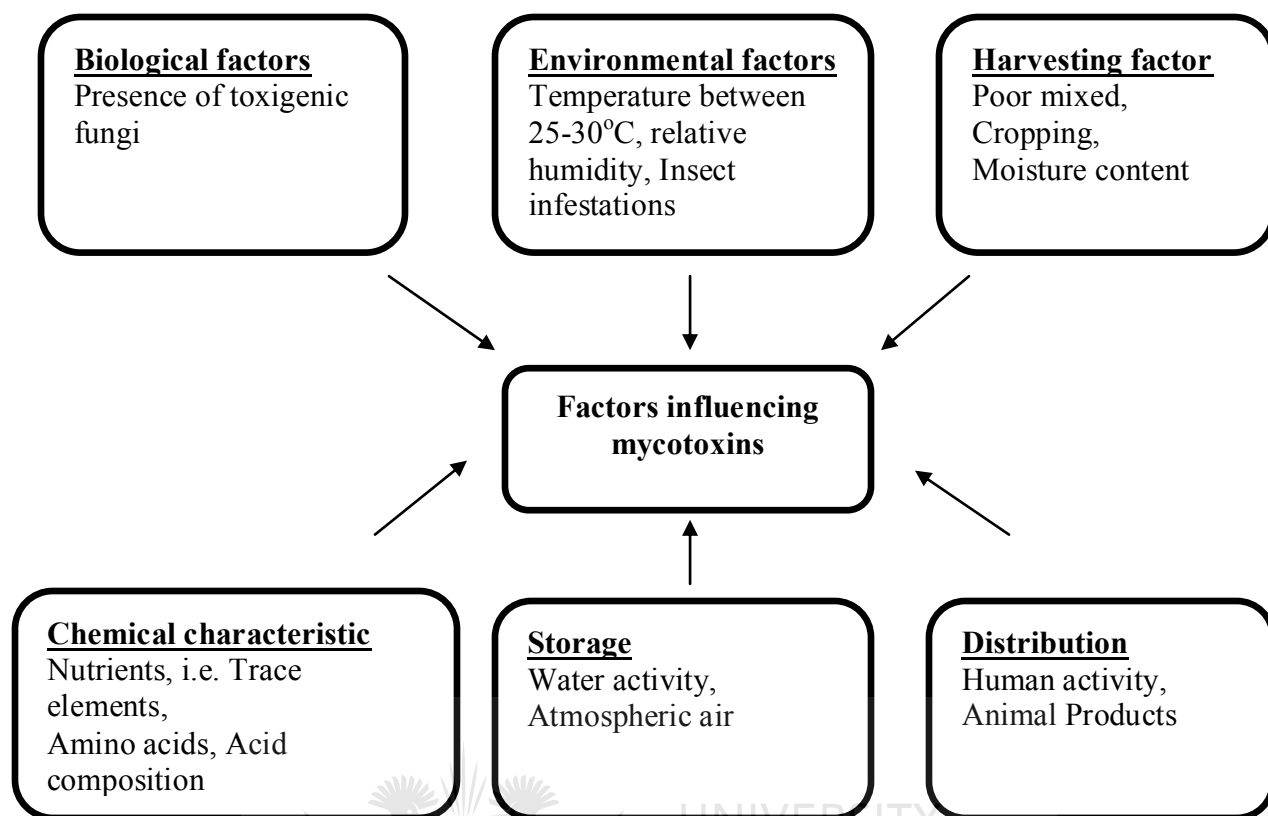 Biological factors
Presence of toxigenic
fungi
Environmental factors
Temperature between
25-30°C, relative
humidity, Insect
infestations
Harvesting factor
Poor mixed,
Cropping,
Moisture content
Factors influencing
mycotoxins
Chemical characteristic
Nutrients, i.e. Trace
elements,
Amino acids, Acid
composition
Storage
Water activity,
Atmospheric air
Distribution
Human activity,
Animal Products
UNIVERSITY